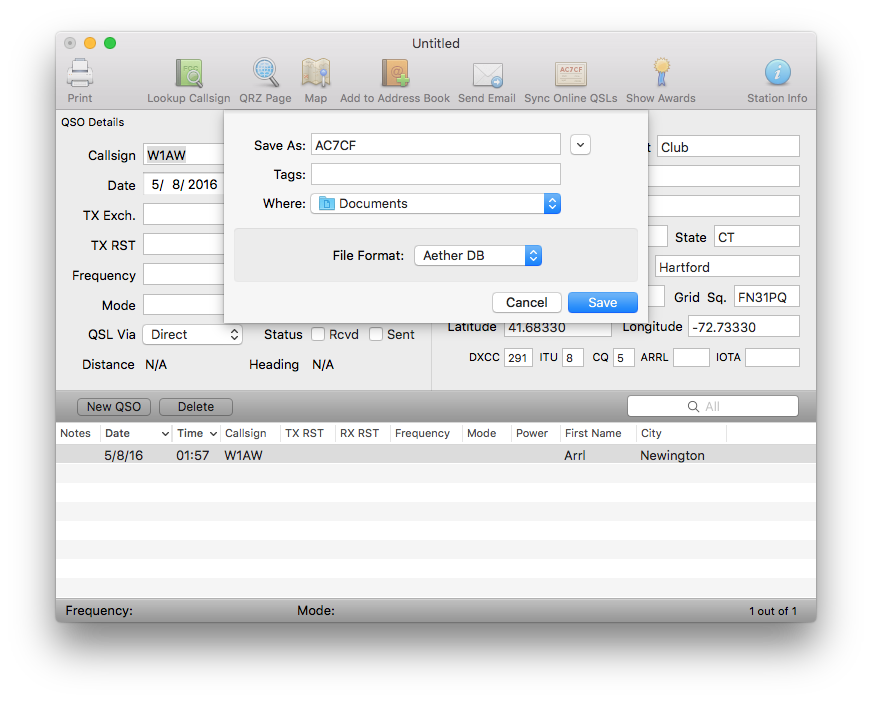 Untitled
Print
Lookup Callsign
QRZ Page
Map
Add to Address Book
Send Email
AC7CF
Sync Online QSLs
Show Awards
Station Info
QSO Details
Save As: AC7CF
Tags:
Where: Documents
File Format: Aether DB
Cancel Save
Callsign W1AW
Date 5/ 8/ 2016
TX Exch.
TX RST
Frequency
Mode
QSL Via Direct Status Rcvd Sent
Distance N/A Heading N/A
Club
State CT
Hartford
Grid Sq. FN31PQ
Latitude 41.68330 Longitude -72.73330
DXCC 291 ITU 8 CQ 5 ARRL IOTA
New QSO Delete All
Notes Date Time Callsign TX RST RX RST Frequency Mode Power First Name City
5/8/16 01:57 W1AW Arrl Newington
Frequency: Mode: 1 out of 1